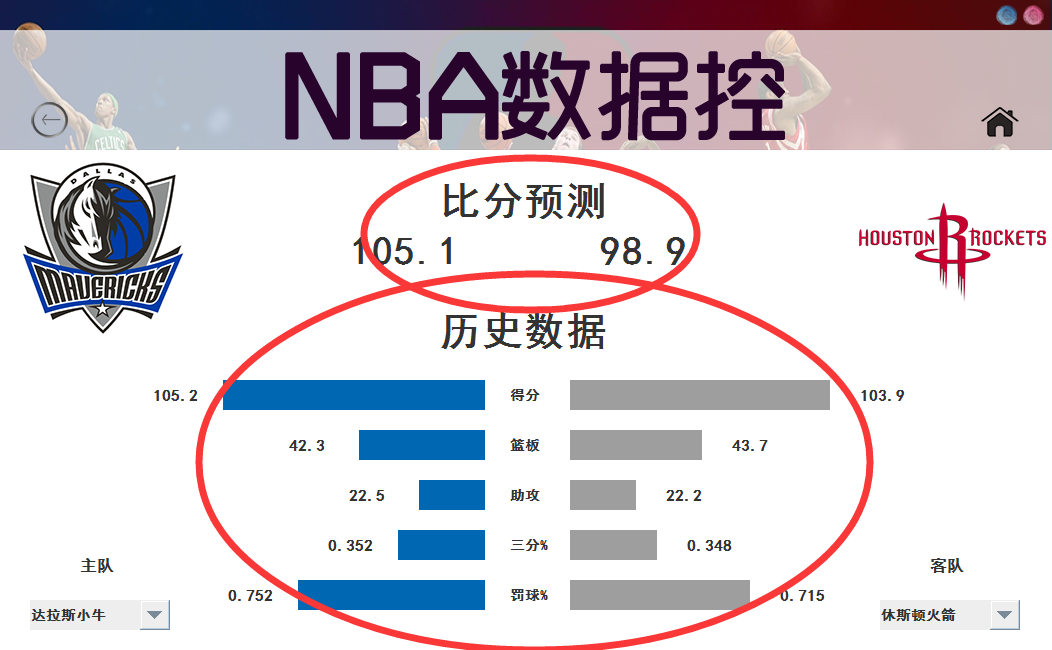 NBA数据控
CELTICS
DALLAS
MAVERICKS
比分预测
105.1 98.9
HOUSTON ROCKETS
历史数据
105.2 得分 103.9
42.3 篮板 43.7
22.5 助攻 22.2
0.352 三分% 0.348
0.752 罚球% 0.715
主队 客队
达拉斯小牛 休斯顿火箭